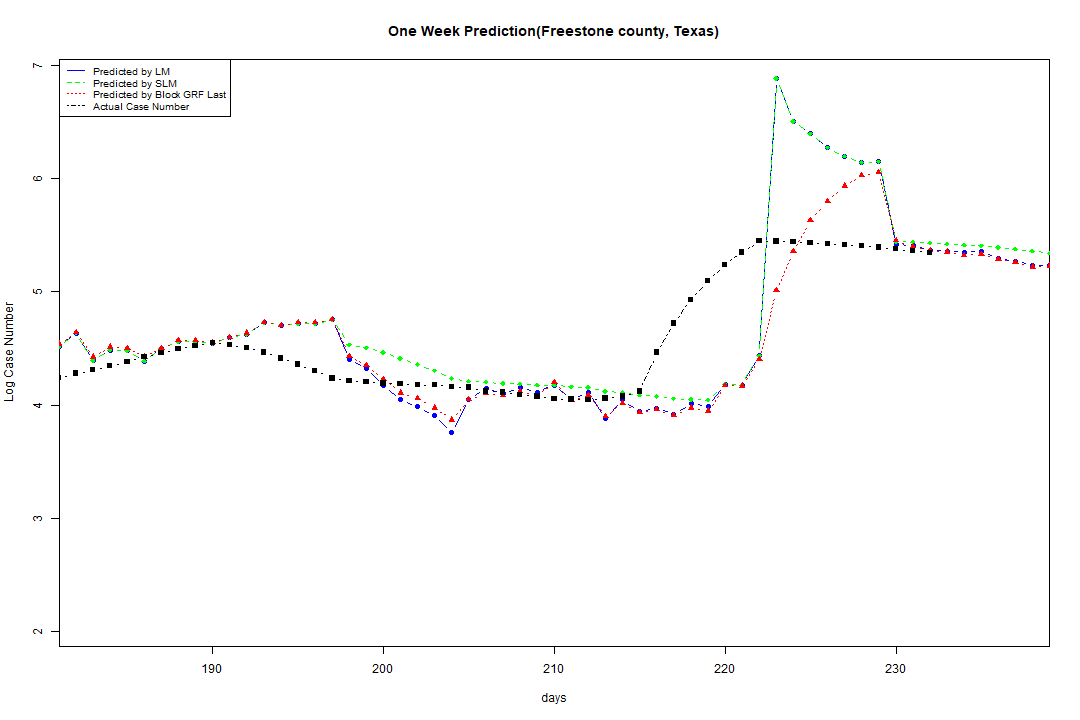 One Week Prediction(Freestone county, Texas)
Predicted by LM
Predicted by SLM
Predicted by Block GRF Last
Actual Case Number
7
6
5
4
3
2
Log Case Number
190
200
210
220
230
days